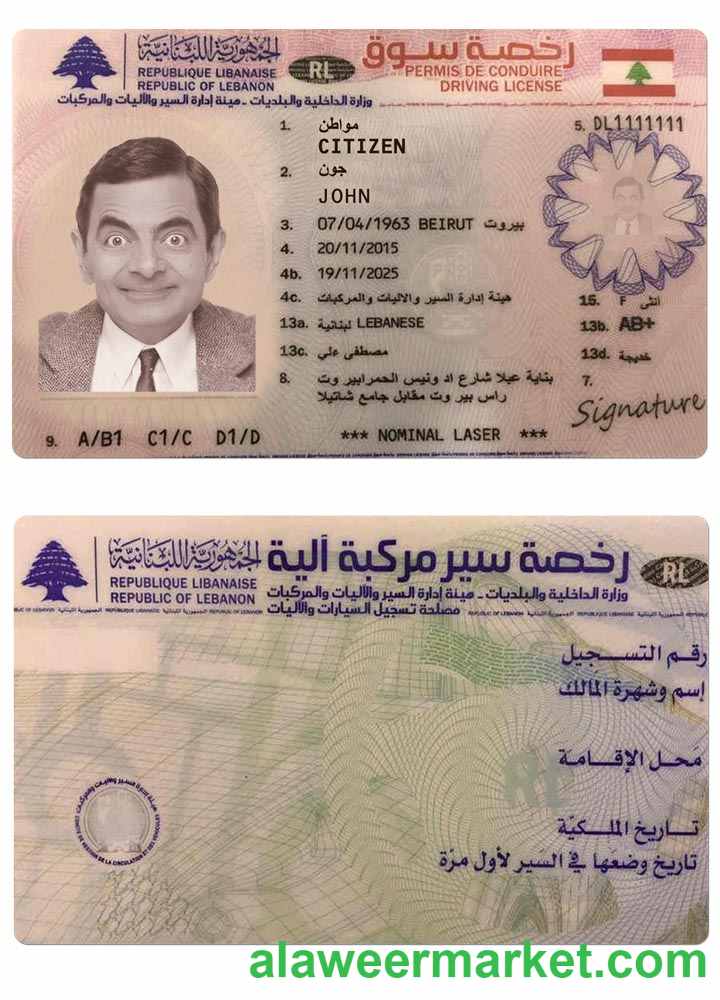 الجمهورية اللبنانية
REPUBLIQUE LIBANAISE
REPUBLIC OF LEBANON
RL
رخصة سوق
PERMIS DE CONDUIRE
DRIVING LICENSE
وزارة الداخلية والبلديات - هيئة إدارة السير والآليات والمركبات
1. مواطن
CITIZEN
5. DL1111111
2. جون
JOHN
3. 07/04/1963 BEIRUT بيروت
4. 20/11/2015
4b. 19/11/2025
4c. هيئة إدارة السير والاليات والمركبات
15. F أنثى
13a. لبنانية LEBANESE
13b. AB+
13c. مصطفى علي
13d. خديجة
8. بناية عيلا شارع اد ونيس الحمرابير وت
راس بير وت مقابل جامع شاتيلا
7.
Signature
9. A/B1 C1/C D1/D
*** NOMINAL LASER ***
الجمهورية اللبنانية
REPUBLIQUE LIBANAISE
REPUBLIC OF LEBANON
رخصة سير مركبة آلية
RL
وزارة الداخلية والبلديات - هيئة إدارة السير والآليات والمركبات
مصلحة تسجيل السيارات والآليات
رقم التسجيل
إسم وشهرة المالك
محل الإقامة
RL
تاريخ الملكية
تاريخ وضعها في السير لأول مرة
alaweermarket.com